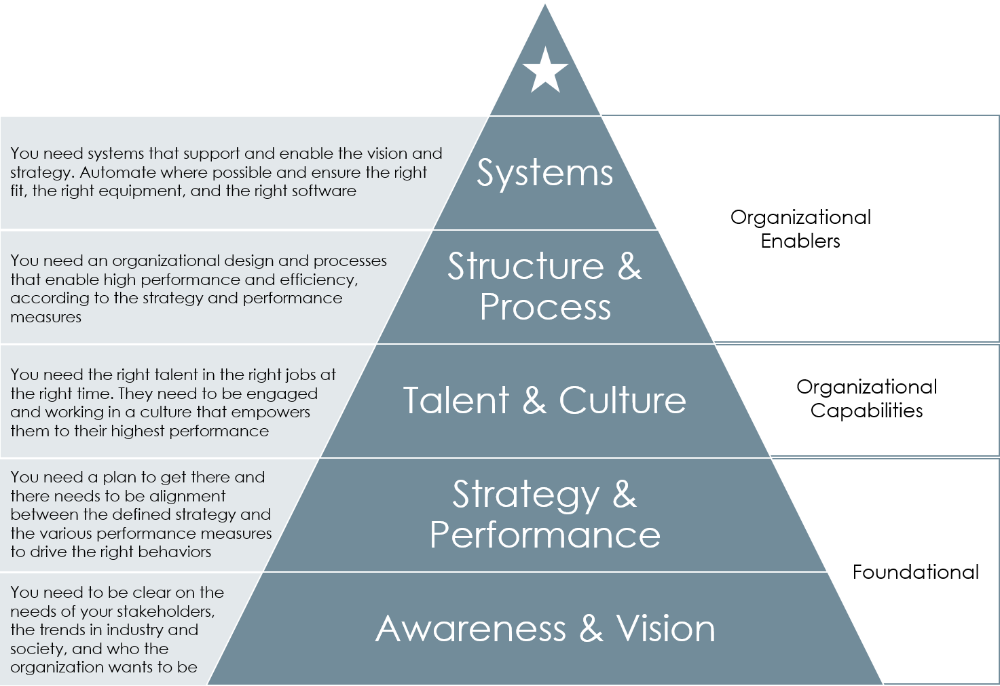 You need systems that support and enable the vision and
strategy. Automate where possible and ensure the right
fit, the right equipment, and the right software
Systems
Organizational
Enablers
You need an organizational design and processes
that enable high performance and efficiency,
according to the strategy and performance
measures
Structure &
Process
You need the right talent in the right jobs at
the right time. They need to be engaged
and working in a culture that empowers
them to their highest performance
Talent & Culture
Organizational
Capabilities
You need a plan to get there and
there needs to be alignment
between the defined strategy and
the various performance measures
to drive the right behaviors
Strategy &
Performance
Foundational
You need to be clear on the
needs of your stakeholders,
the trends in industry and
society, and who the
organization wants to be
Awareness & Vision